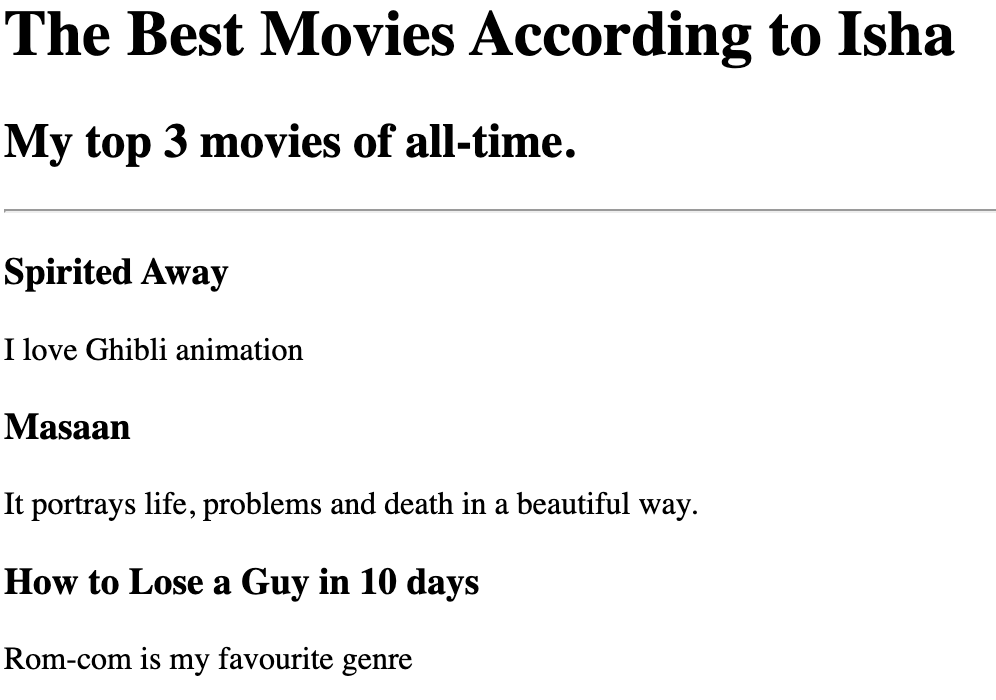 The Best Movies According to Isha
My top 3 movies of all-time.
Spirited Away
I love Ghibli animation
Masaan
It portrays life, problems and death in a beautiful way.
How to Lose a Guy in 10 days
Rom-com is my favourite genre